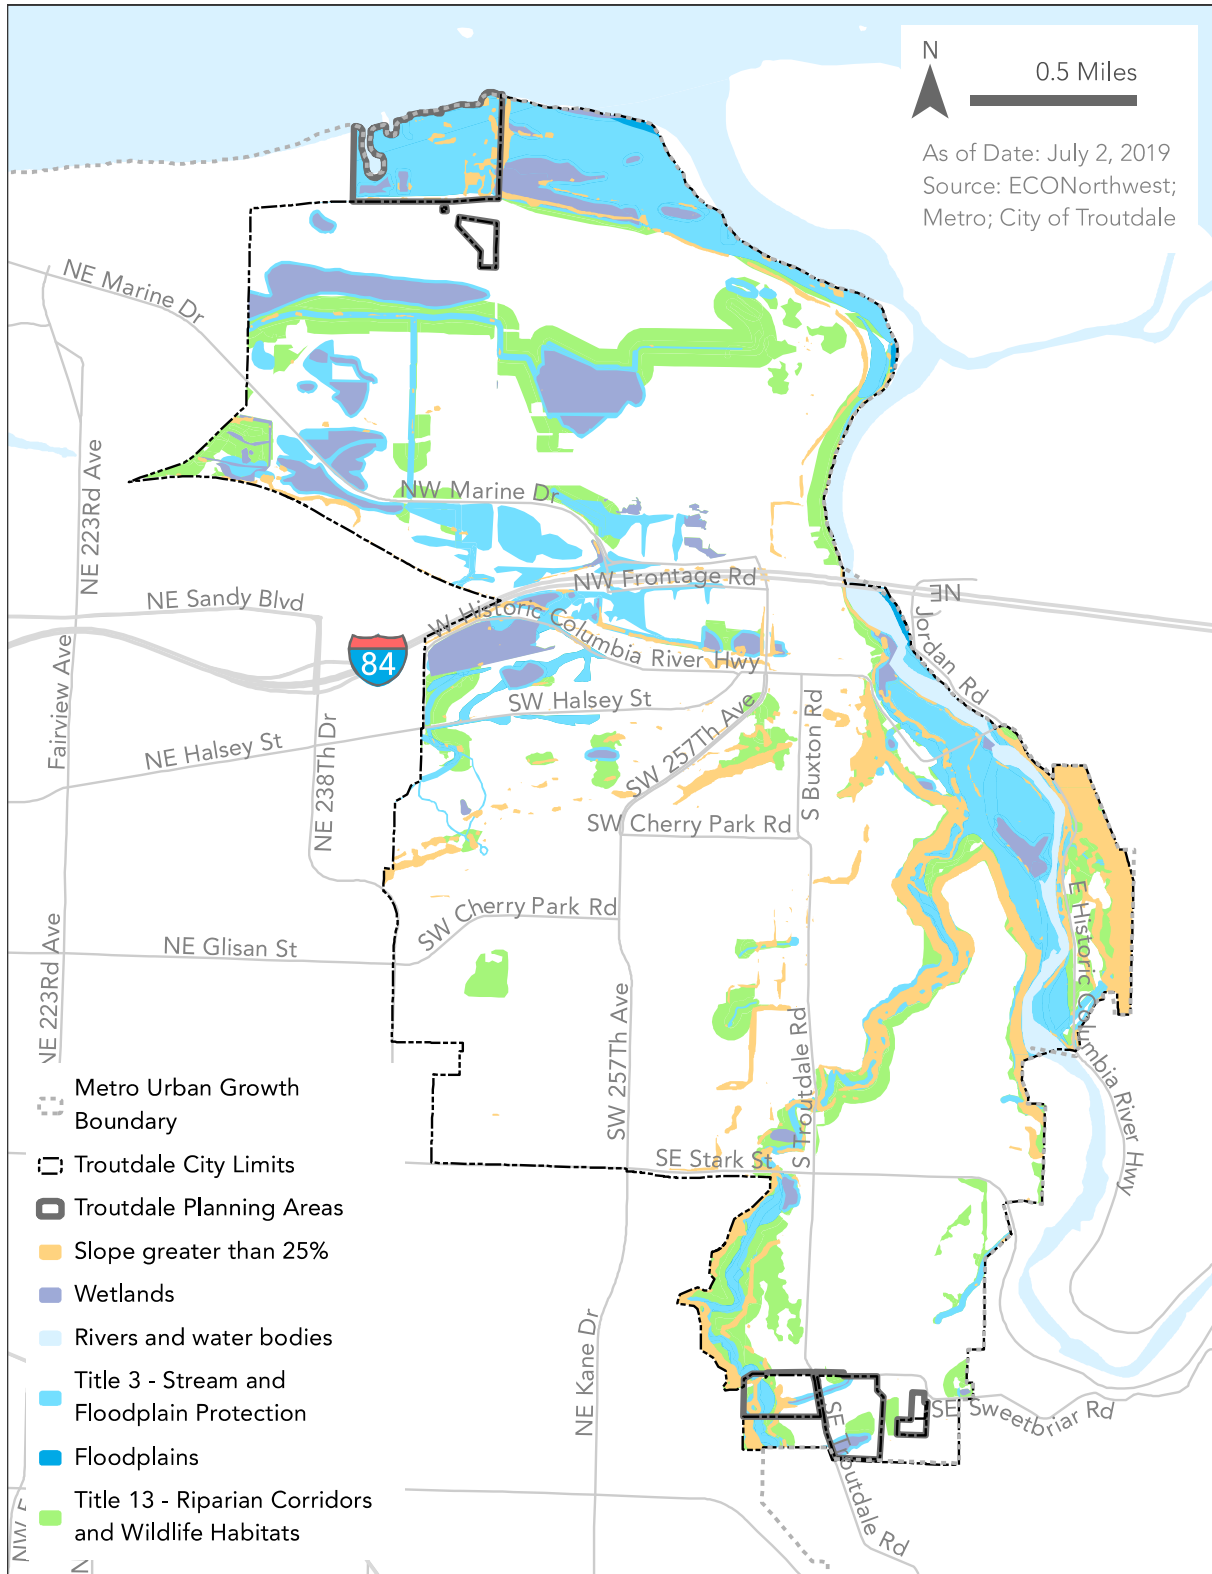 N
0.5 Miles
As of Date: July 2, 2019
Source: ECONorthwest;
Metro; City of Troutdale
NE Marine Dr
NE 223Rd Ave
NW Marine Dr
NE Sandy Blvd
NW Frontage Rd
NE Jordan Rd
W Historic Columbia River Hwy
84
Fairview Ave
SW Halsey St
NE Halsey St
NE 238Th Dr
SW 257Th Ave
S Buxton Rd
SW Cherry Park Rd
E Historic Columbia River Hwy
SW Cherry Park Rd
NE Glisan St
NE 223Rd Ave
SW 257Th Ave
S Troutdale Rd
SE Stark St
NE Kane Dr
SE Sweetbriar Rd
SE Troutdale Rd
Metro Urban Growth
Boundary
Troutdale City Limits
Troutdale Planning Areas
Slope greater than 25%
Wetlands
Rivers and water bodies
Title 3 - Stream and
Floodplain Protection
Floodplains
Title 13 - Riparian Corridors
and Wildlife Habitats
NW
N